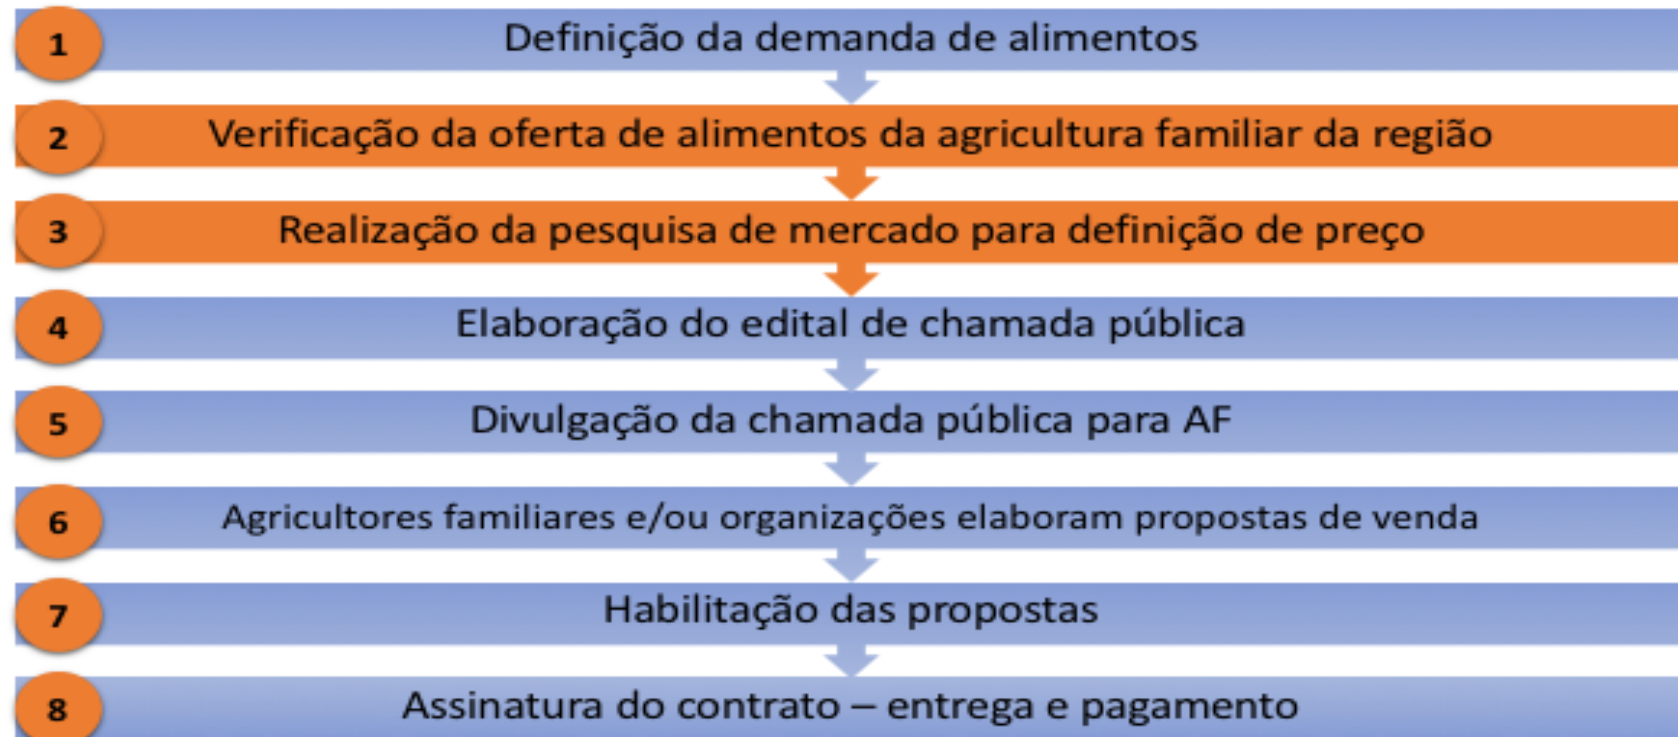 1 Definição da demanda de alimentos
2 Verificação da oferta de alimentos da agricultura familiar da região
3 Realização da pesquisa de mercado para definição de preço
4 Elaboração do edital de chamada pública
5 Divulgação da chamada pública para AF
6 Agricultores familiares e/ou organizações elaboram propostas de venda
7 Habilitação das propostas
8 Assinatura do contrato – entrega e pagamento